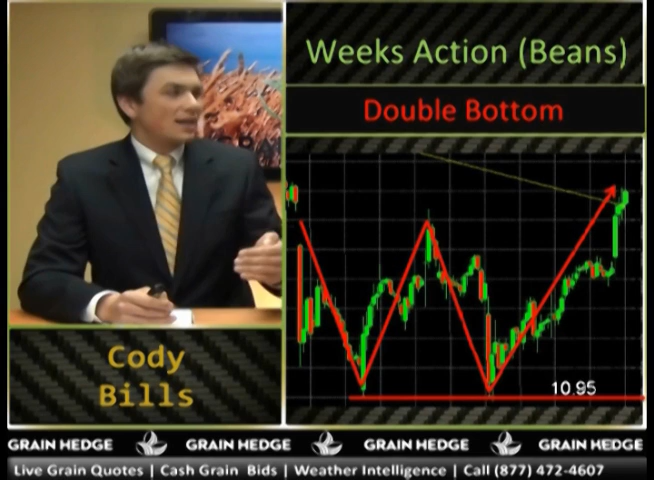 Weeks Action (Beans)
Double Bottom
10.95
Cody
Bills
GRAIN HEDGE GRAIN HEDGE GRAIN HEDGE GRAIN HEDGE
Live Grain Quotes | Cash Grain Bids | Weather Intelligence | Call (877) 472-4607